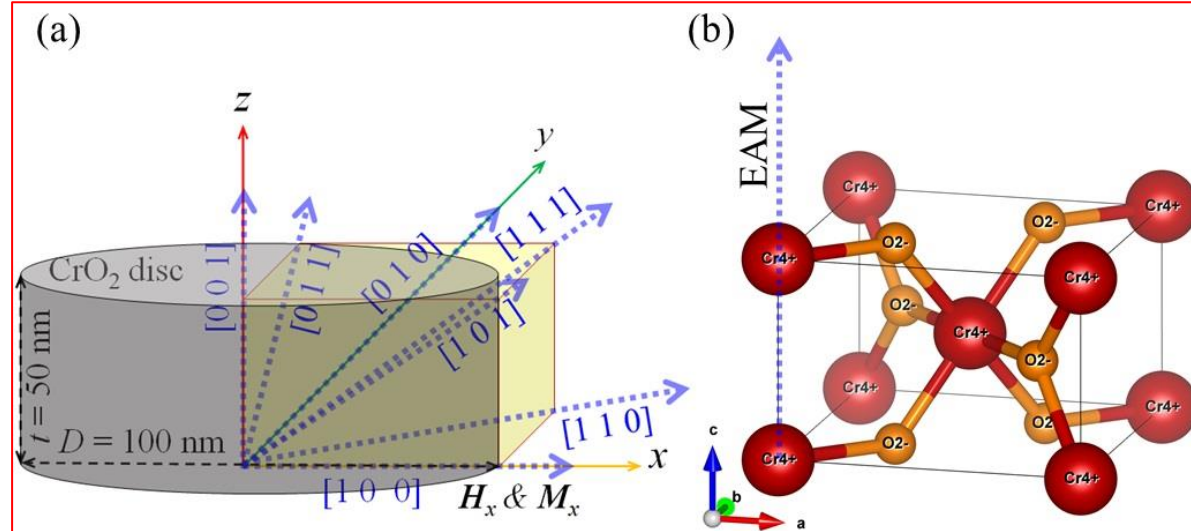 (a)
z
y
[0 0 1]
[0 1 1]
[0 1 0]
[1 1 1]
[1 0 1]
CrO₂ disc
t = 50 nm
D = 100 nm
[1 1 0]
x
[1 0 0]
Hx & Mx
(b)
EAM
Cr4+
Cr4+
O2-
O2-
Cr4+
Cr4+
O2-
Cr4+
O2-
Cr4+
Cr4+
O2-
O2
Cr4+
Cr4+
c
b
a